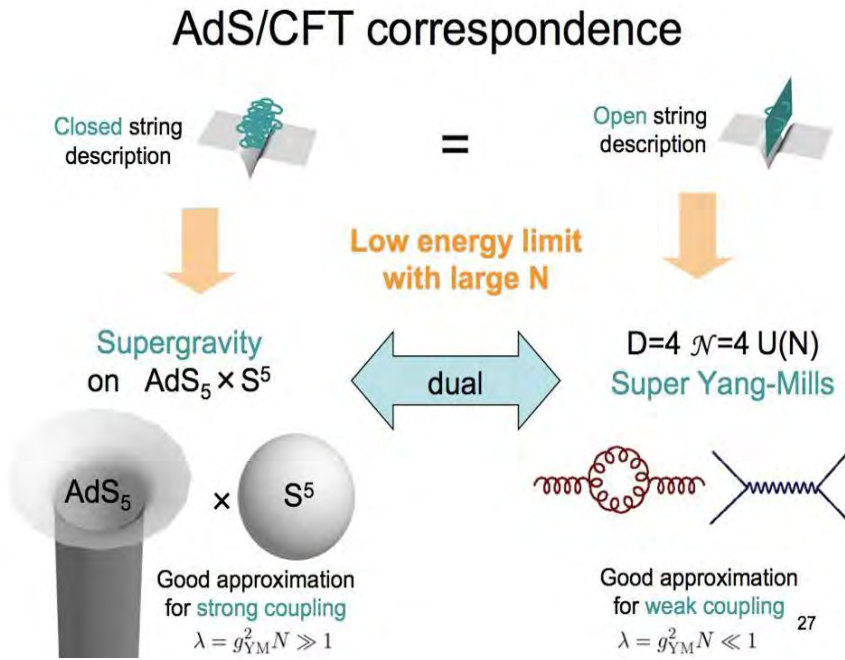 AdS/CFT correspondence
Closed string
description
=
Open string
description
Low energy limit
with large N
Supergravity
on AdS₅ × S⁵
dual
D=4 𝒩=4 U(N)
Super Yang-Mills
AdS₅
×
S⁵
Good approximation
for strong coupling
λ = g²_YM N ≫ 1
Good approximation
for weak coupling
λ = g²_YM N ≪ 1
27